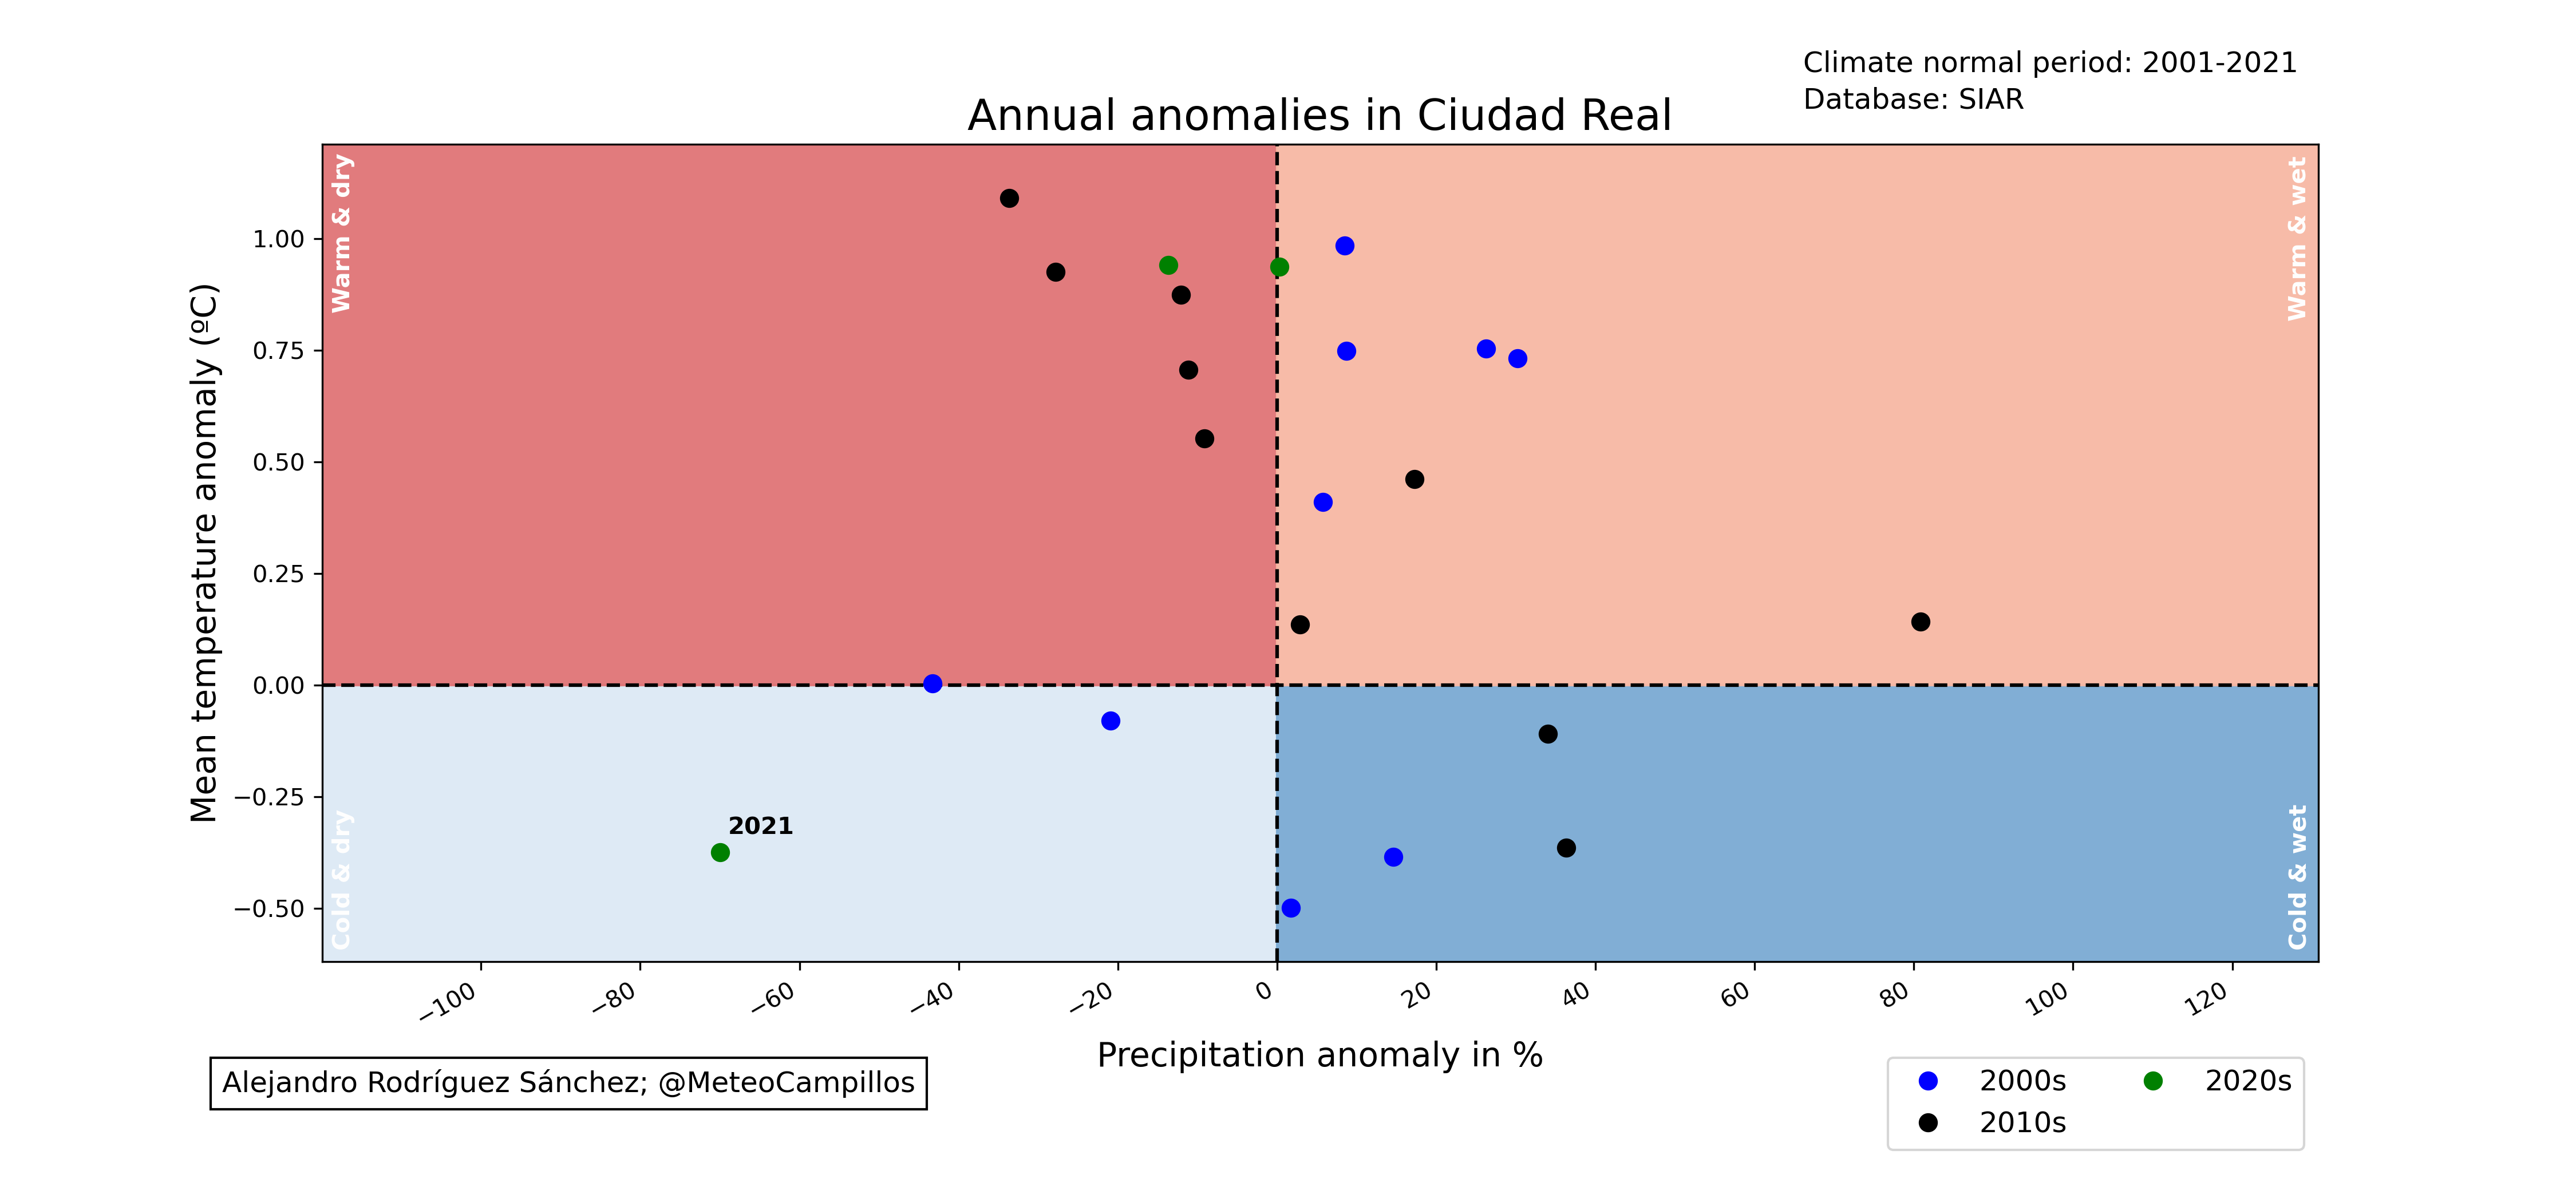 Climate normal period: 2001-2021
Database: SIAR
Annual anomalies in Ciudad Real
Warm & dry
Warm & wet
Mean temperature anomaly (ºC)
1.00
0.75
0.50
0.25
0.00
−0.25
−0.50
2021
Cold & dry
Cold & wet
−100
−80
−60
−40
−20
0
20
40
60
80
100
120
Precipitation anomaly in %
Alejandro Rodríguez Sánchez; @MeteoCampillos
2000s
2010s
2020s